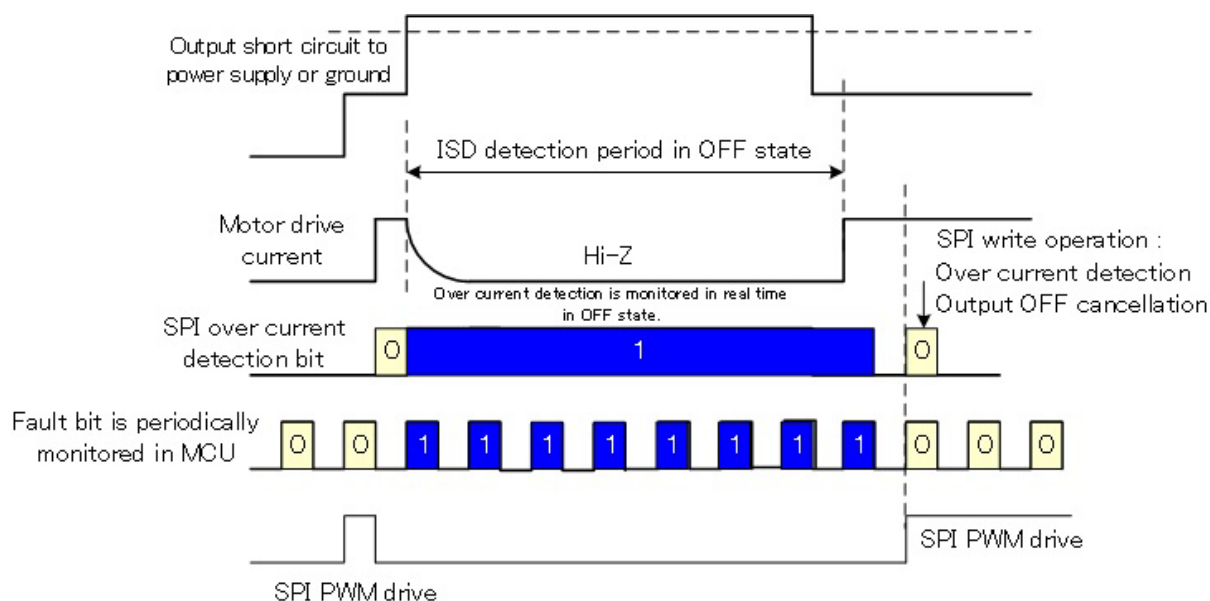 Output short circuit to
power supply or ground
ISD detection period in OFF state
Motor drive
current
Hi-Z
Over current detection is monitored in real time
in OFF state.
SPI write operation :
Over current detection
Output OFF cancellation
SPI over current
detection bit
0 1 0
Fault bit is periodically
monitored in MCU
0 0 1 1 1 1 1 1 1 1 0 0 0
SPI PWM drive
SPI PWM drive